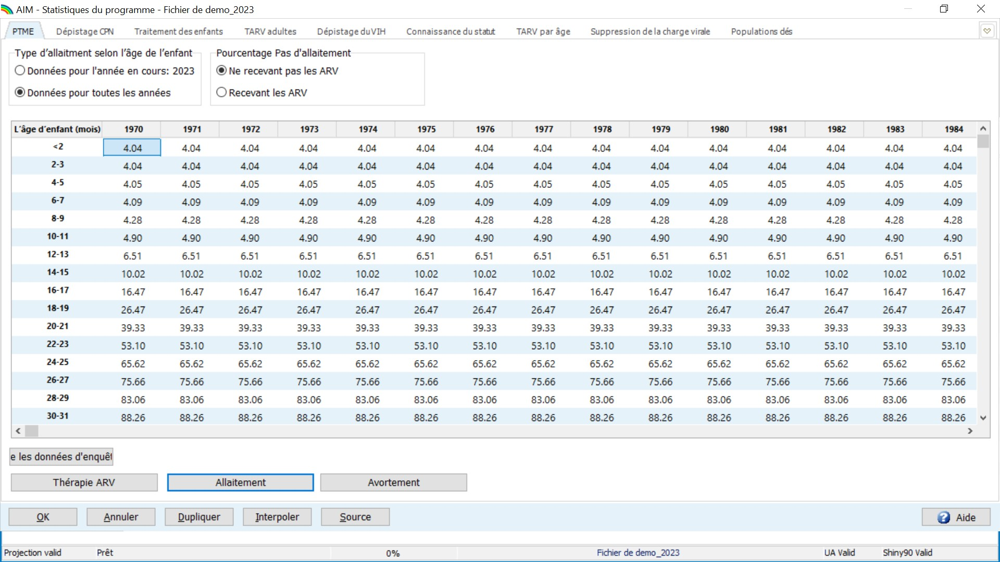 AIM - Statistiques du programme - Fichier de demo_2023
PTME Dépistage CPN Traitement des enfants TARV adultes Dépistage du VIH Connaissance du statut TARV par âge Suppression de la charge virale Populations clés
Type d’allaitment selon l’âge de l’enfant
Données pour l'année en cours: 2023
Données pour toutes les années
Pourcentage Pas d'allaitement
Ne recevant pas les ARV
Recevant les ARV
L’âge d’enfant (mois) 1970 1971 1972 1973 1974 1975 1976 1977 1978 1979 1980 1981 1982 1983 1984
<2 4.04 4.04 4.04 4.04 4.04 4.04 4.04 4.04 4.04 4.04 4.04 4.04 4.04 4.04 4.04
2-3 4.04 4.04 4.04 4.04 4.04 4.04 4.04 4.04 4.04 4.04 4.04 4.04 4.04 4.04 4.04
4-5 4.05 4.05 4.05 4.05 4.05 4.05 4.05 4.05 4.05 4.05 4.05 4.05 4.05 4.05 4.05
6-7 4.09 4.09 4.09 4.09 4.09 4.09 4.09 4.09 4.09 4.09 4.09 4.09 4.09 4.09 4.09
8-9 4.28 4.28 4.28 4.28 4.28 4.28 4.28 4.28 4.28 4.28 4.28 4.28 4.28 4.28 4.28
10-11 4.90 4.90 4.90 4.90 4.90 4.90 4.90 4.90 4.90 4.90 4.90 4.90 4.90 4.90 4.90
12-13 6.51 6.51 6.51 6.51 6.51 6.51 6.51 6.51 6.51 6.51 6.51 6.51 6.51 6.51 6.51
14-15 10.02 10.02 10.02 10.02 10.02 10.02 10.02 10.02 10.02 10.02 10.02 10.02 10.02 10.02 10.02
16-17 16.47 16.47 16.47 16.47 16.47 16.47 16.47 16.47 16.47 16.47 16.47 16.47 16.47 16.47 16.47
18-19 26.47 26.47 26.47 26.47 26.47 26.47 26.47 26.47 26.47 26.47 26.47 26.47 26.47 26.47 26.47
20-21 39.33 39.33 39.33 39.33 39.33 39.33 39.33 39.33 39.33 39.33 39.33 39.33 39.33 39.33 39.33
22-23 53.10 53.10 53.10 53.10 53.10 53.10 53.10 53.10 53.10 53.10 53.10 53.10 53.10 53.10 53.10
24-25 65.62 65.62 65.62 65.62 65.62 65.62 65.62 65.62 65.62 65.62 65.62 65.62 65.62 65.62 65.62
26-27 75.66 75.66 75.66 75.66 75.66 75.66 75.66 75.66 75.66 75.66 75.66 75.66 75.66 75.66 75.66
28-29 83.06 83.06 83.06 83.06 83.06 83.06 83.06 83.06 83.06 83.06 83.06 83.06 83.06 83.06 83.06
30-31 88.26 88.26 88.26 88.26 88.26 88.26 88.26 88.26 88.26 88.26 88.26 88.26 88.26 88.26 88.26
e les données d'enquêt
Thérapie ARV Allaitement Avortement
OK Annuler Dupliquer Interpoler Source Aide
Projection valid Prêt 0% Fichier de demo_2023 UA Valid Shiny90 Valid